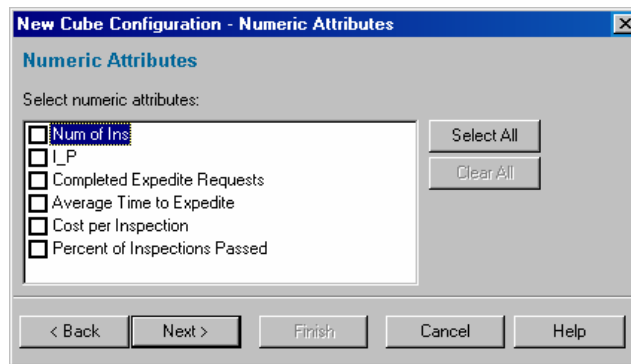 New Cube Configuration - Numeric Attributes
Numeric Attributes
Select numeric attributes:
Num of Ins
I_P
Completed Expedite Requests
Average Time to Expedite
Cost per Inspection
Percent of Inspections Passed
Select All
Clear All
< Back Next > Finish Cancel Help